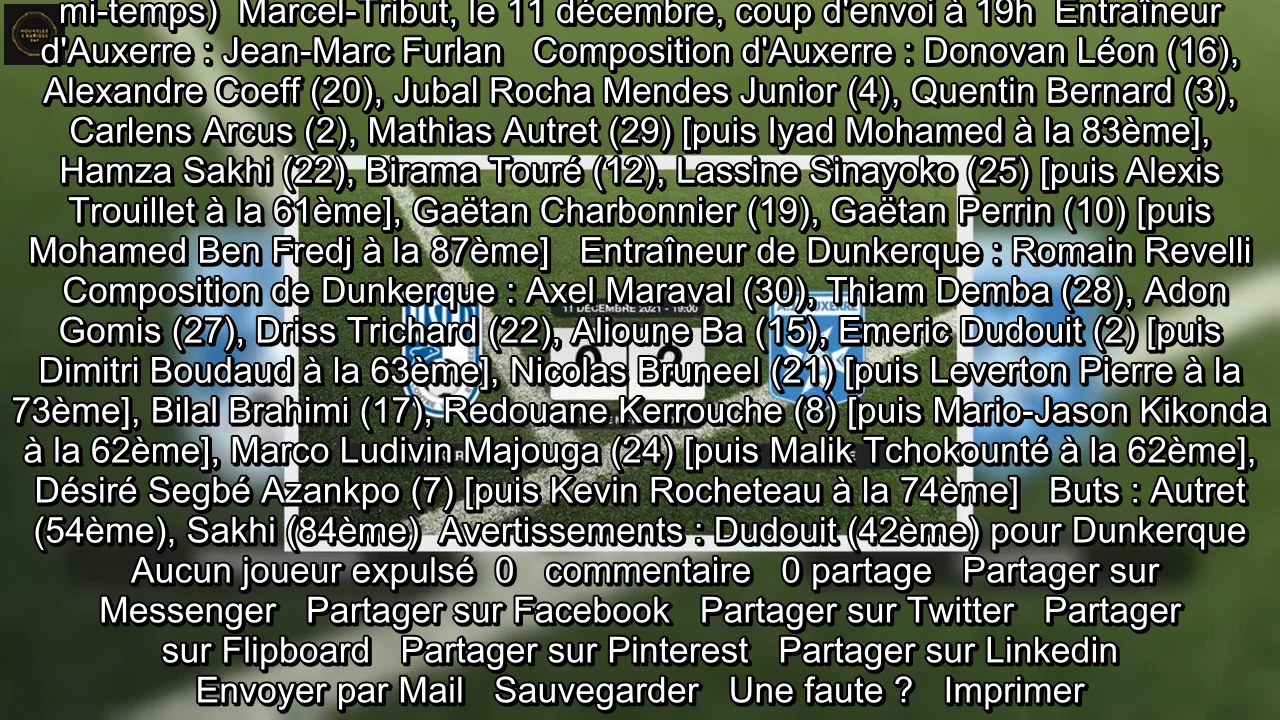 mi-temps)  Marcel-Tribut, le 11 décembre, coup d'envoi à 19h  Entraîneur
d'Auxerre : Jean-Marc Furlan   Composition d'Auxerre : Donovan Léon (16),
Alexandre Coeff (20), Jubal Rocha Mendes Junior (4), Quentin Bernard (3),
Carlens Arcus (2), Mathias Autret (29) [puis Iyad Mohamed à la 83ème],
Hamza Sakhi (22), Birama Touré (12), Lassine Sinayoko (25) [puis Alexis
Trouillet à la 61ème], Gaëtan Charbonnier (19), Gaëtan Perrin (10) [puis
Mohamed Ben Fredj à la 87ème]   Entraîneur de Dunkerque : Romain Revelli
Composition de Dunkerque : Axel Maraval (30), Thiam Demba (28), Adon
11 DÉCEMBRE 2021 - 19:00
Gomis (27), Driss Trichard (22), Alioune Ba (15), Emeric Dudouit (2) [puis
Dimitri Boudaud à la 63ème], Nicolas Bruneel (21) [puis Leverton Pierre à la
73ème], Bilal Brahimi (17), Redouane Kerrouche (8) [puis Mario-Jason Kikonda
à la 62ème], Marco Ludivin Majouga (24) [puis Malik Tchokounté à la 62ème],
Désiré Segbé Azankpo (7) [puis Kevin Rocheteau à la 74ème]   Buts : Autret
(54ème), Sakhi (84ème)  Avertissements : Dudouit (42ème) pour Dunkerque
Aucun joueur expulsé  0   commentaire   0 partage   Partager sur
Messenger   Partager sur Facebook   Partager sur Twitter   Partager
sur Flipboard   Partager sur Pinterest   Partager sur Linkedin
Envoyer par Mail   Sauvegarder   Une faute ?   Imprimer